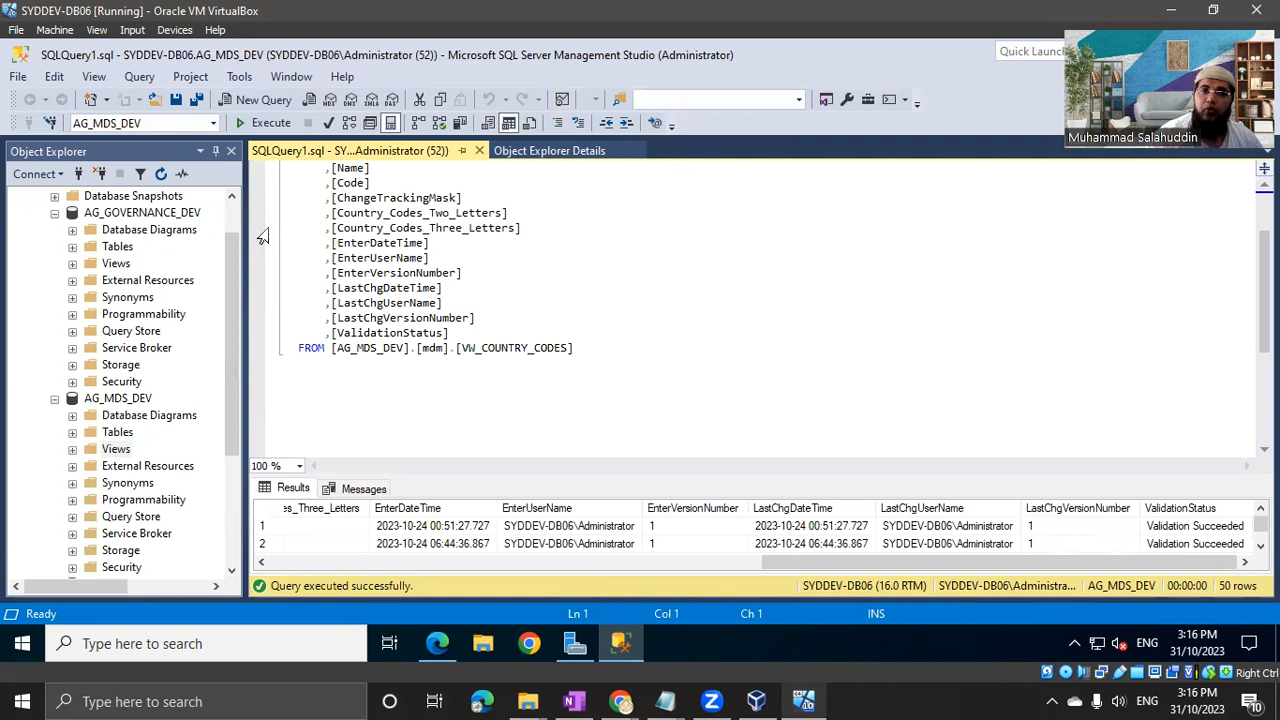 SYDDEV-DB06 [Running] - Oracle VM VirtualBox
File Machine View Input Devices Help
SQLQuery1.sql - SYDDEV-DB06.AG_MDS_DEV (SYDDEV-DB06\Administrator (52)) - Microsoft SQL Server Management Studio (Administrator)
Quick Launch
File Edit View Query Project Tools Window Help
New Query
MDX DMX XMLA DAX
AG_MDS_DEV
Execute
Muhammad Salahuddin
Object Explorer
SQLQuery1.sql - SY...Administrator (52))
Object Explorer Details
Connect
Database Snapshots
AG_GOVERNANCE_DEV
Database Diagrams
Tables
Views
External Resources
Synonyms
Programmability
Query Store
Service Broker
Storage
Security
AG_MDS_DEV
Database Diagrams
Tables
Views
External Resources
Synonyms
Programmability
Query Store
Service Broker
Storage
Security
,[Name]
,[Code]
,[ChangeTrackingMask]
,[Country_Codes_Two_Letters]
,[Country_Codes_Three_Letters]
,[EnterDateTime]
,[EnterUserName]
,[EnterVersionNumber]
,[LastChgDateTime]
,[LastChgUserName]
,[LastChgVersionNumber]
,[ValidationStatus]
FROM [AG_MDS_DEV].[mdm].[VW_COUNTRY_CODES]
100 %
Results Messages
es_Three_Letters EnterDateTime EnterUserName EnterVersionNumber LastChgDateTime LastChgUserName LastChgVersionNumber ValidationStatus
1 2023-10-24 00:51:27.727 SYDDEV-DB06\Administrator 1 2023-10-24 00:51:27.727 SYDDEV-DB06\Administrator 1 Validation Succeeded
2 2023-10-24 06:44:36.867 SYDDEV-DB06\Administrator 1 2023-10-24 06:44:36.867 SYDDEV-DB06\Administrator 1 Validation Succeeded
Query executed successfully. SYDDEV-DB06 (16.0 RTM) SYDDEV-DB06\Administra... AG_MDS_DEV 00:00:00 50 rows
Ready Ln 1 Col 1 Ch 1 INS
Type here to search
ENG
3:16 PM
31/10/2023
Right Ctrl
Type here to search
ENG
3:16 PM
31/10/2023
10